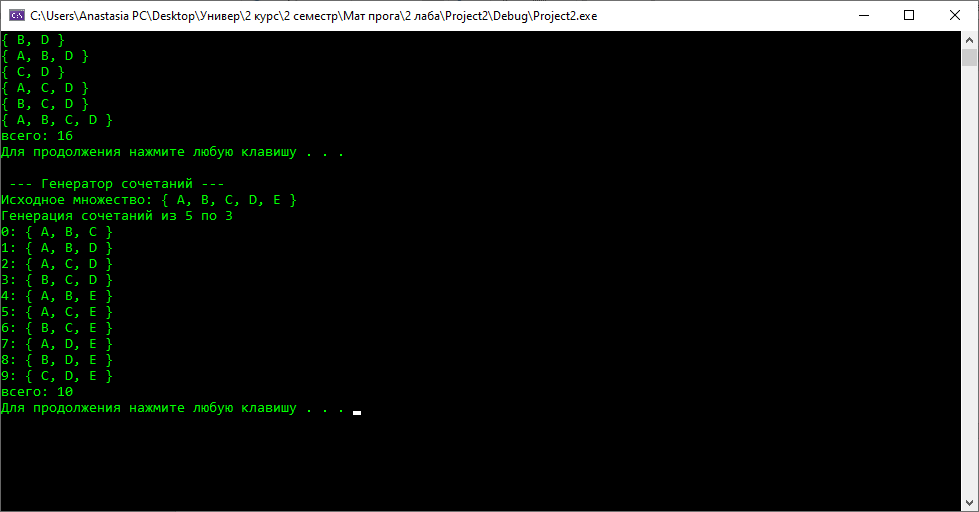 C:\Users\Anastasia PC\Desktop\Универ\2 курс\2 семестр\Мат прога\2 лаба\Project2\Debug\Project2.exe
{ B, D }
{ A, B, D }
{ C, D }
{ A, C, D }
{ B, C, D }
{ A, B, C, D }
всего: 16
Для продолжения нажмите любую клавишу . . .
--- Генератор сочетаний ---
Исходное множество: { A, B, C, D, E }
Генерация сочетаний из 5 по 3
0: { A, B, C }
1: { A, B, D }
2: { A, C, D }
3: { B, C, D }
4: { A, B, E }
5: { A, C, E }
6: { B, C, E }
7: { A, D, E }
8: { B, D, E }
9: { C, D, E }
всего: 10
Для продолжения нажмите любую клавишу . . .